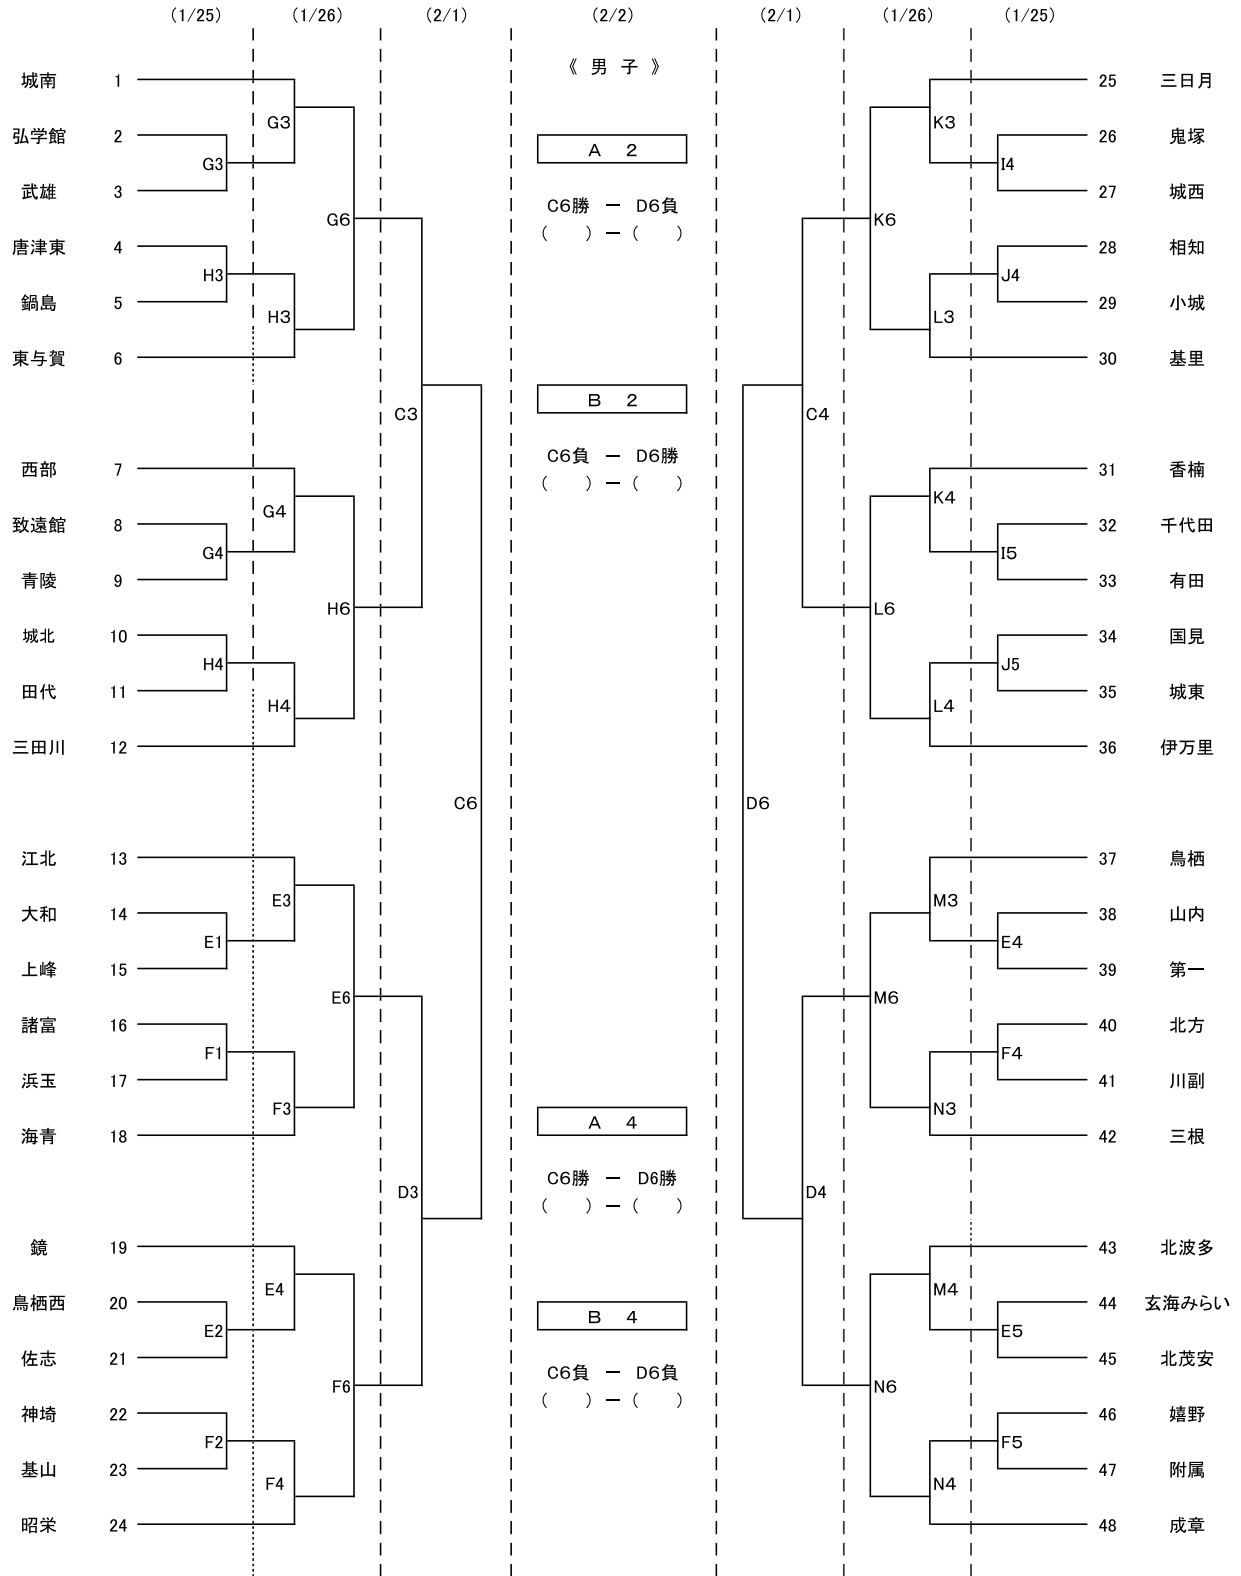 (1/25) (1/26) (2/1) (2/2) (2/1) (1/26) (1/25)
《 男 子 》
城南 1 25 三日月
G3 K3
弘学館 2 26 鬼塚
A 2
G3 I4
武雄 3 27 城西
C6勝 ー D6負
G6 K6
( ) ー ( )
唐津東 4 28 相知
H3 J4
鍋島 5 29 小城
H3 L3
東与賀 6 30 基里
B 2
C3 C4
C6負 ー D6勝
西部 7 31 香楠
( ) ー ( )
G4 K4
致遠館 8 32 千代田
G4 I5
青陵 9 33 有田
H6 L6
城北 10 34 国見
H4 J5
田代 11 35 城東
H4 L4
三田川 12 36 伊万里
C6 D6
江北 13 37 鳥栖
E3 M3
大和 14 38 山内
E1 E4
上峰 15 39 第一
E6 M6
諸富 16 40 北方
F1 F4
浜玉 17 41 川副
F3 N3
A 4
海青 18 42 三根
C6勝 ー D6勝
D3 D4
( ) ー ( )
鏡 19 43 北波多
E4 M4
鳥栖西 20 44 玄海みらい
B 4
E2 E5
佐志 21 45 北茂安
C6負 ー D6負
F6 N6
( ) ー ( )
神埼 22 46 嬉野
F2 F5
基山 23 47 附属
F4 N4
昭栄 24 48 成章